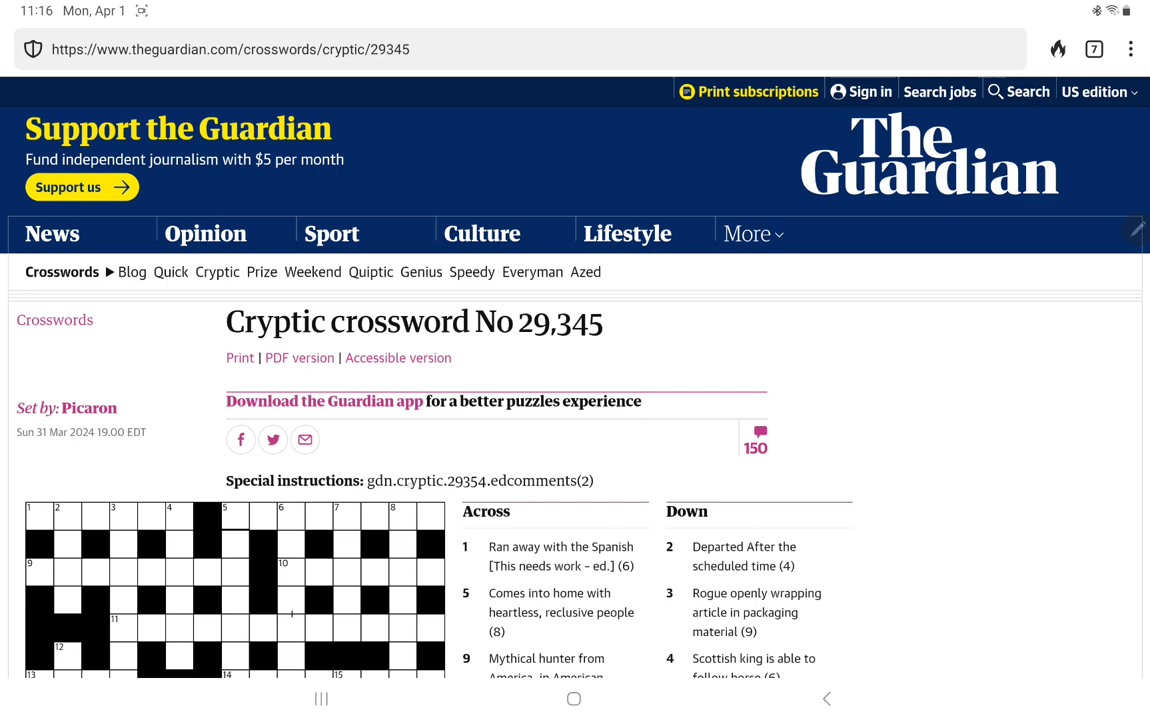 11:16 Mon, Apr 1
https://www.theguardian.com/crosswords/cryptic/29345
7
Print subscriptions
Sign in
Search jobs
Search
US edition
Support the Guardian
Fund independent journalism with $5 per month
Support us
The
Guardian
News
Opinion
Sport
Culture
Lifestyle
More
Crosswords Blog Quick Cryptic Prize Weekend Quiptic Genius Speedy Everyman Azed
Crosswords
Cryptic crossword No 29,345
Print | PDF version | Accessible version
Set by: Picaron
Sun 31 Mar 2024 19.00 EDT
Download the Guardian app for a better puzzles experience
150
Special instructions: gdn.cryptic.29354.edcomments(2)
1 2 3 4 5 6 7 8
9 10
11
12
13 14 15
Across
1 Ran away with the Spanish
[This needs work – ed.] (6)
5 Comes into home with
heartless, reclusive people
(8)
9 Mythical hunter from
America, in American
Down
2 Departed After the
scheduled time (4)
3 Rogue openly wrapping
article in packaging
material (9)
4 Scottish king is able to
follow horse (6)